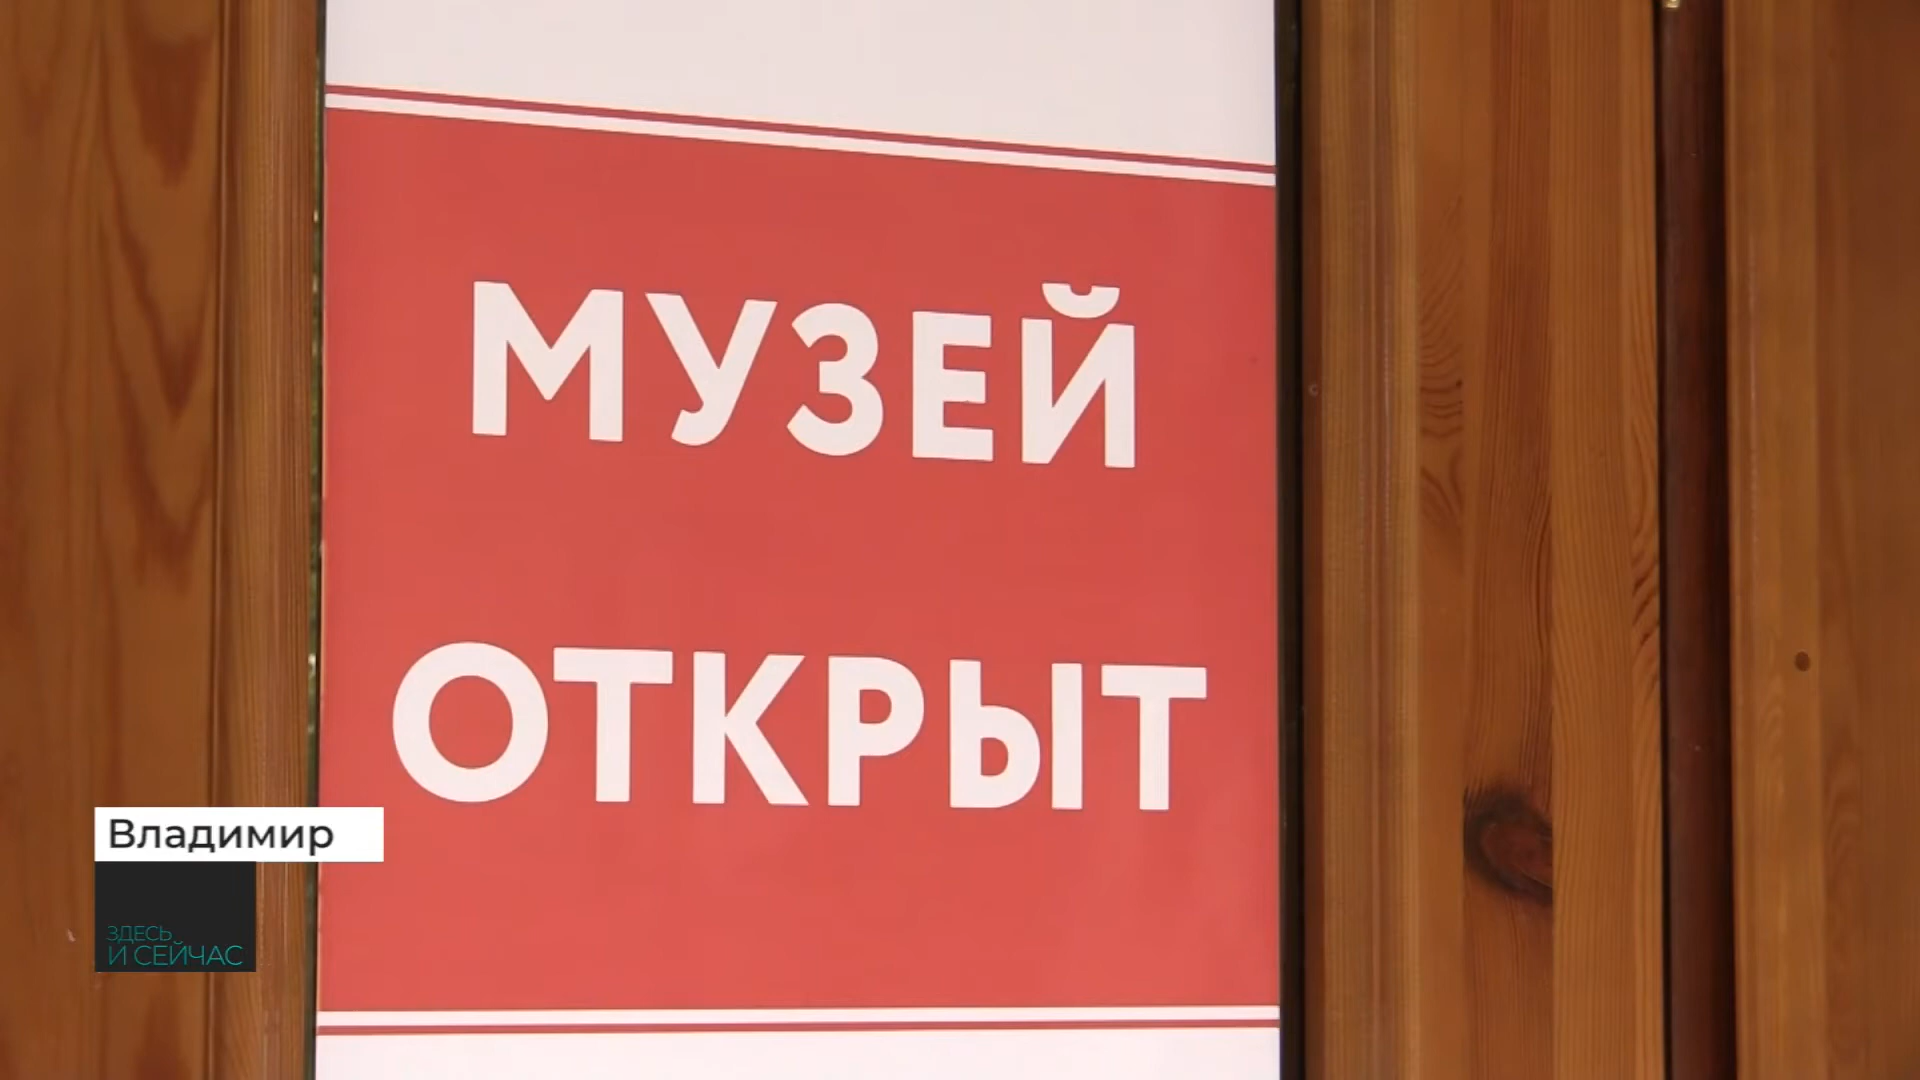 МУЗЕЙ
ОТКРЫТ
Владимир
ЗДЕСЬ
И СЕЙЧАС